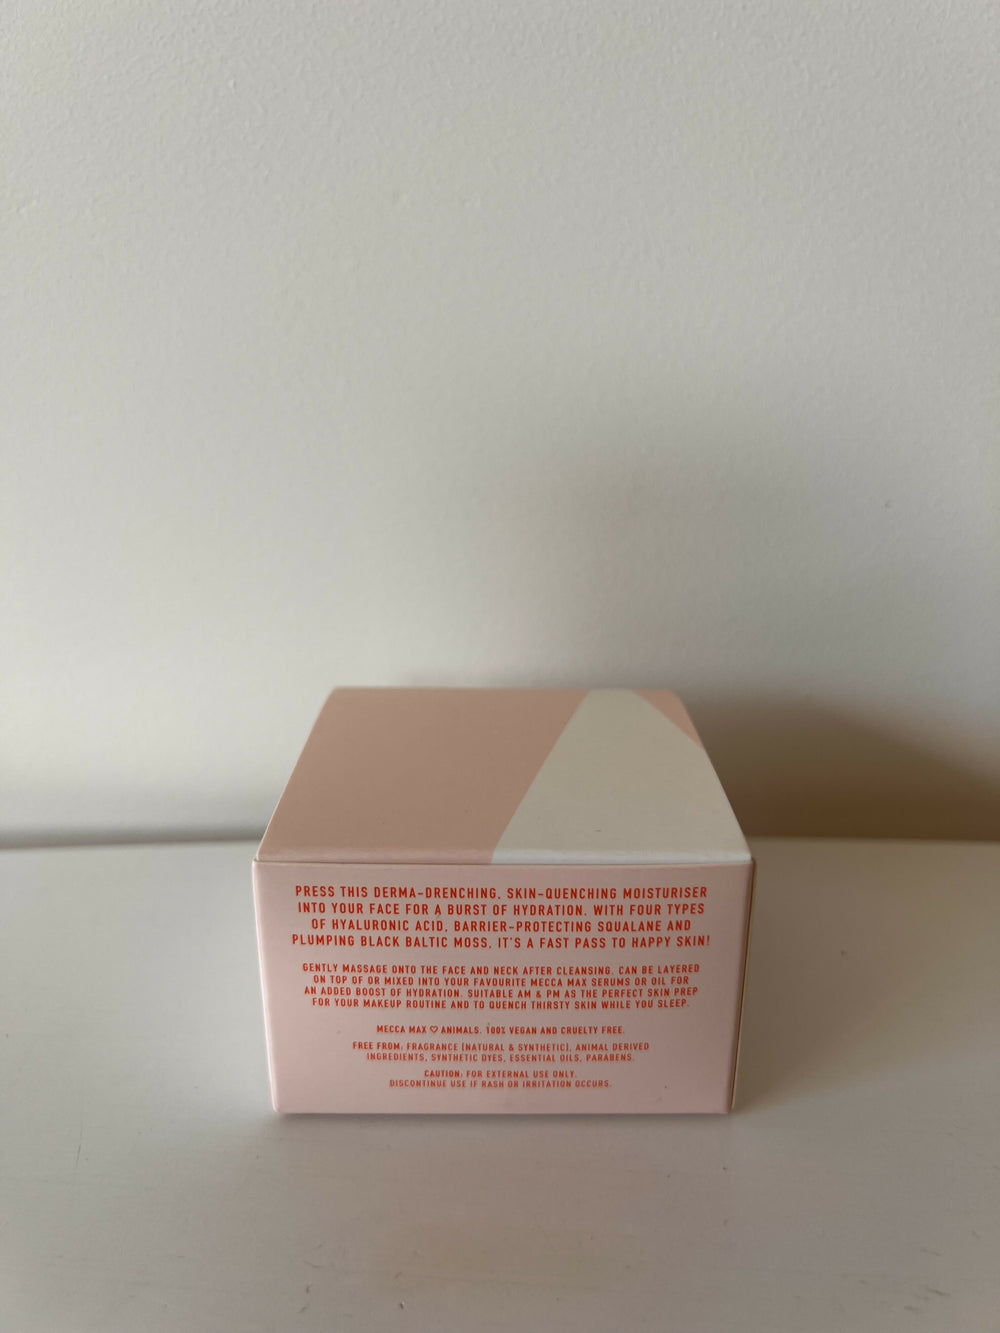 PRESS THIS DERMA-DRENCHING, SKIN-QUENCHING MOISTURISER
INTO YOUR FACE FOR A BURST OF HYDRATION. WITH FOUR TYPES
OF HYALURONIC ACID, BARRIER-PROTECTING SQUALANE AND
PLUMPING BLACK BALTIC MOSS, IT'S A FAST PASS TO HAPPY SKIN!
GENTLY MASSAGE ONTO THE FACE AND NECK AFTER CLEANSING. CAN BE LAYERED
ON TOP OF OR MIXED INTO YOUR FAVOURITE MECCA MAX SERUMS OR OIL FOR
AN ADDED BOOST OF HYDRATION. SUITABLE AM & PM AS THE PERFECT SKIN PREP
FOR YOUR MAKEUP ROUTINE AND TO QUENCH THIRSTY SKIN WHILE YOU SLEEP.
MECCA MAX ♡ ANIMALS. 100% VEGAN AND CRUELTY FREE.
FREE FROM: FRAGRANCE (NATURAL & SYNTHETIC), ANIMAL DERIVED
INGREDIENTS, SYNTHETIC DYES, ESSENTIAL OILS, PARABENS.
CAUTION: FOR EXTERNAL USE ONLY.
DISCONTINUE USE IF RASH OR IRRITATION OCCURS.